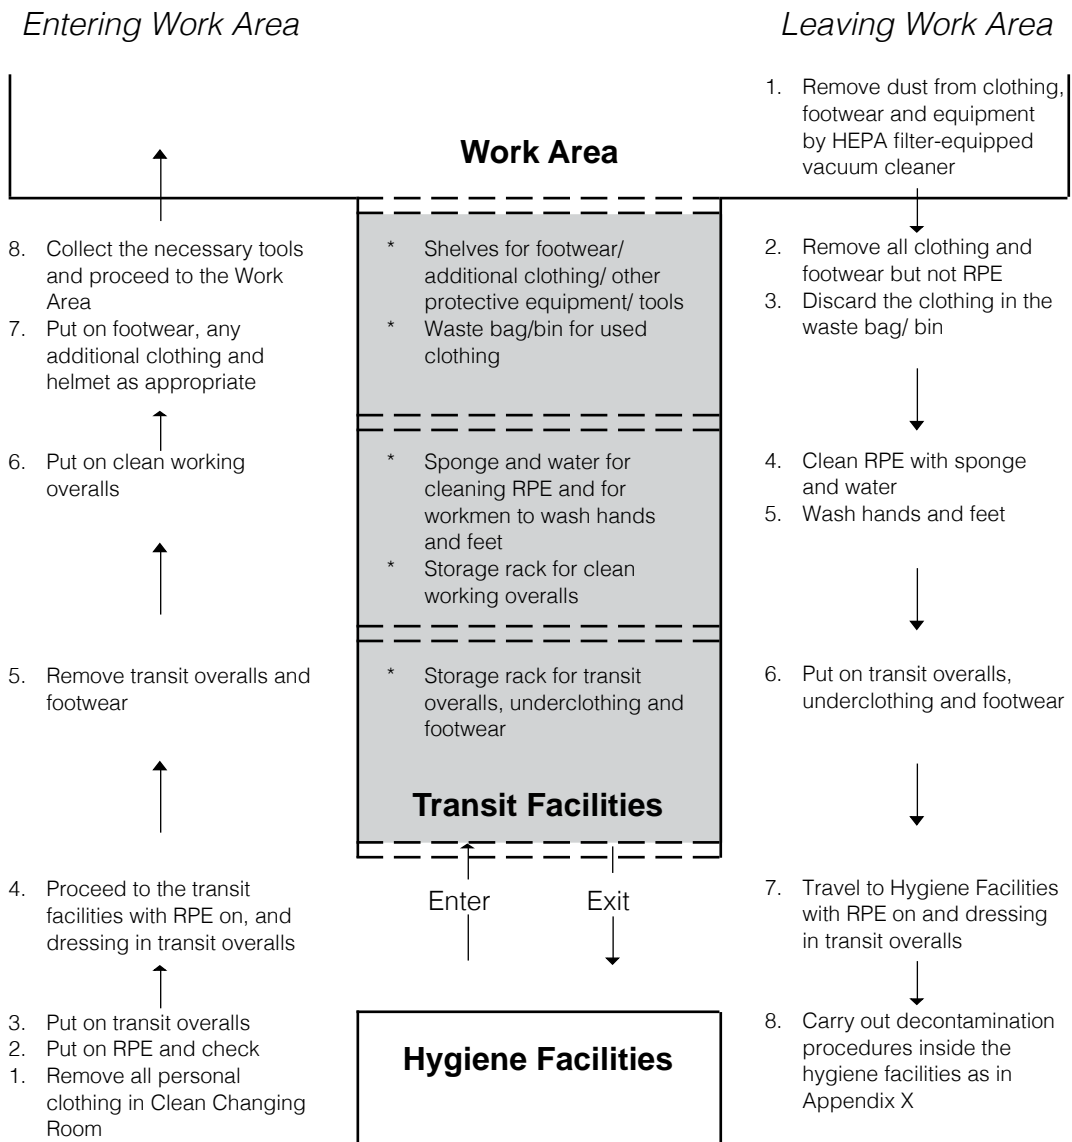 Entering Work Area
Leaving Work Area
Work Area
8. Collect the necessary tools
and proceed to the Work
Area
7. Put on footwear, any
additional clothing and
helmet as appropriate
6. Put on clean working
overalls
5. Remove transit overalls and
footwear
4. Proceed to the transit
facilities with RPE on, and
dressing in transit overalls
3. Put on transit overalls
2. Put on RPE and check
1. Remove all personal
clothing in Clean Changing
Room
* Shelves for footwear/
additional clothing/ other
protective equipment/ tools
* Waste bag/bin for used
clothing
* Sponge and water for
cleaning RPE and for
workmen to wash hands
and feet
* Storage rack for clean
working overalls
* Storage rack for transit
overalls, underclothing and
footwear
Transit Facilities
Enter
Exit
Hygiene Facilities
1. Remove dust from clothing,
footwear and equipment
by HEPA filter-equipped
vacuum cleaner
2. Remove all clothing and
footwear but not RPE
3. Discard the clothing in the
waste bag/ bin
4. Clean RPE with sponge
and water
5. Wash hands and feet
6. Put on transit overalls,
underclothing and footwear
7. Travel to Hygiene Facilities
with RPE on and dressing
in transit overalls
8. Carry out decontamination
procedures inside the
hygiene facilities as in
Appendix X